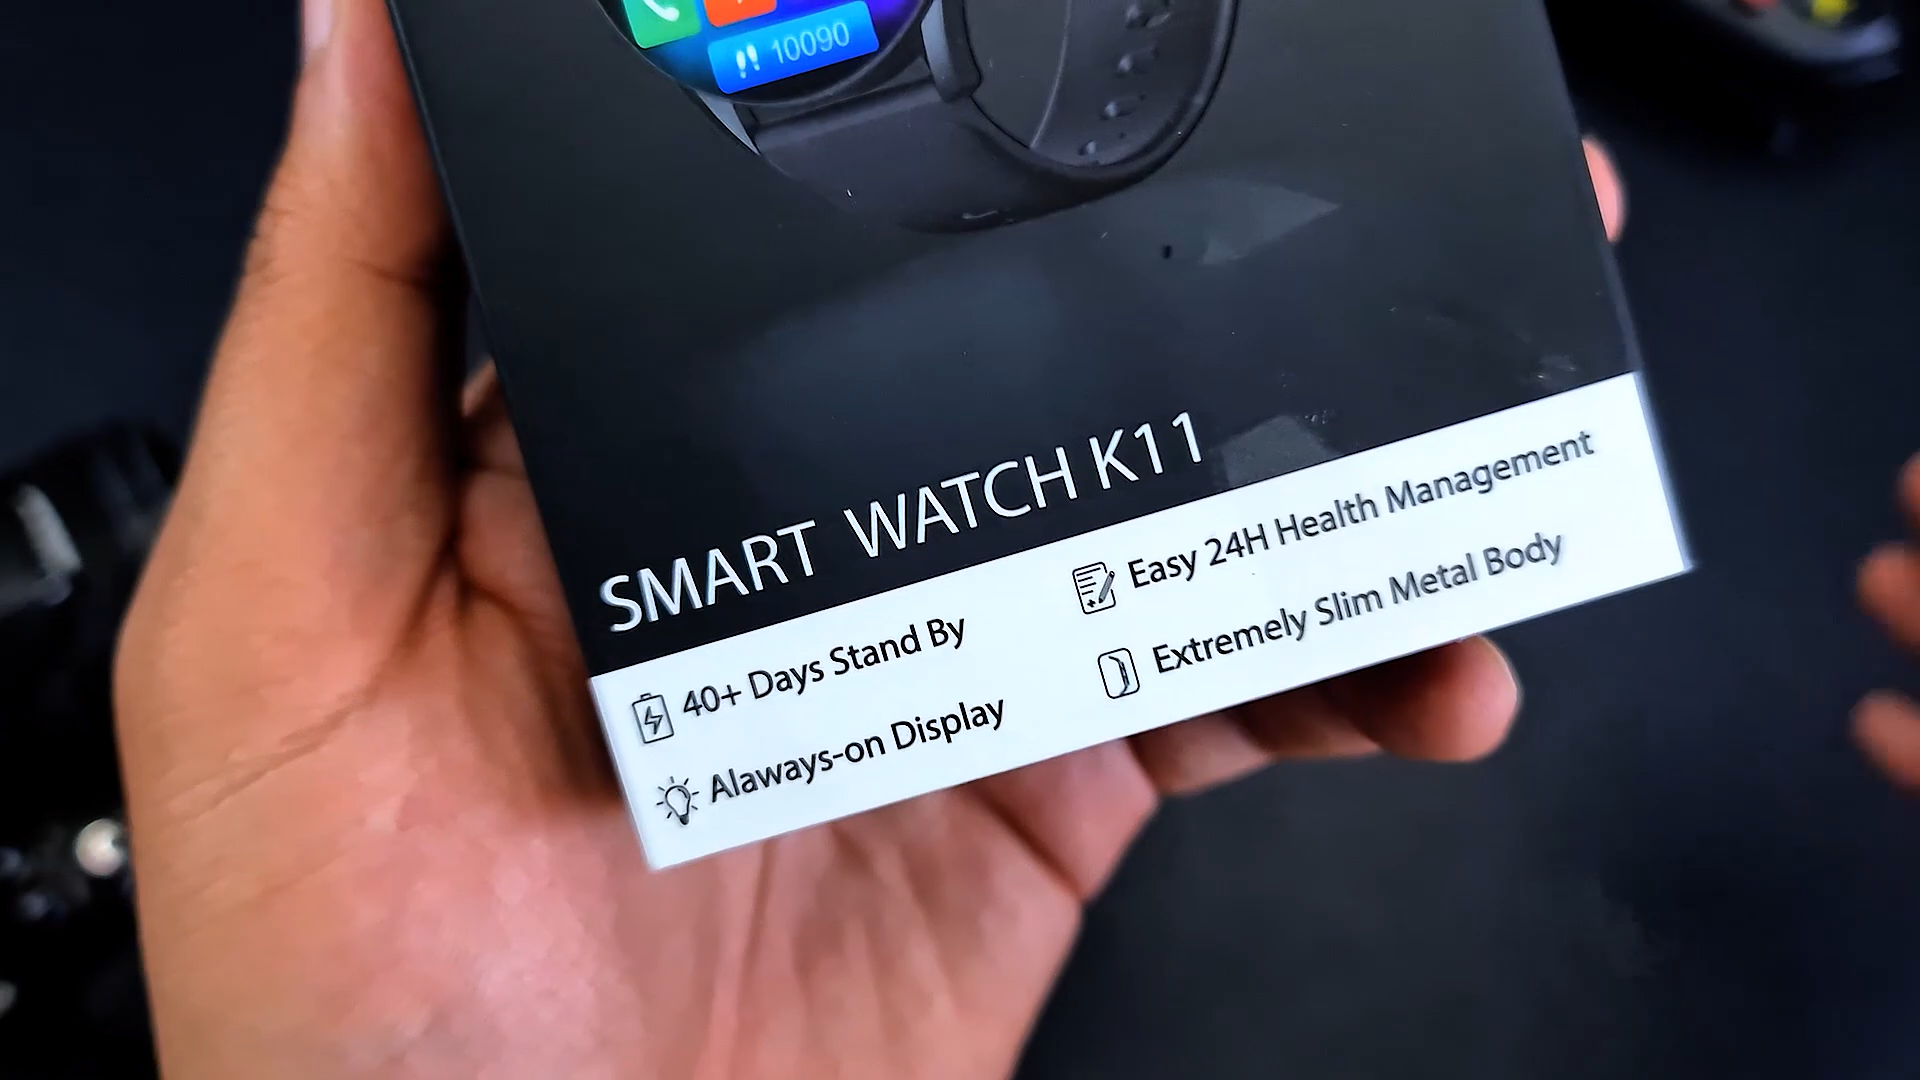 10090
SMART WATCH K11
40+ Days Stand By
Easy 24H Health Management
Alaways-on Display
Extremely Slim Metal Body